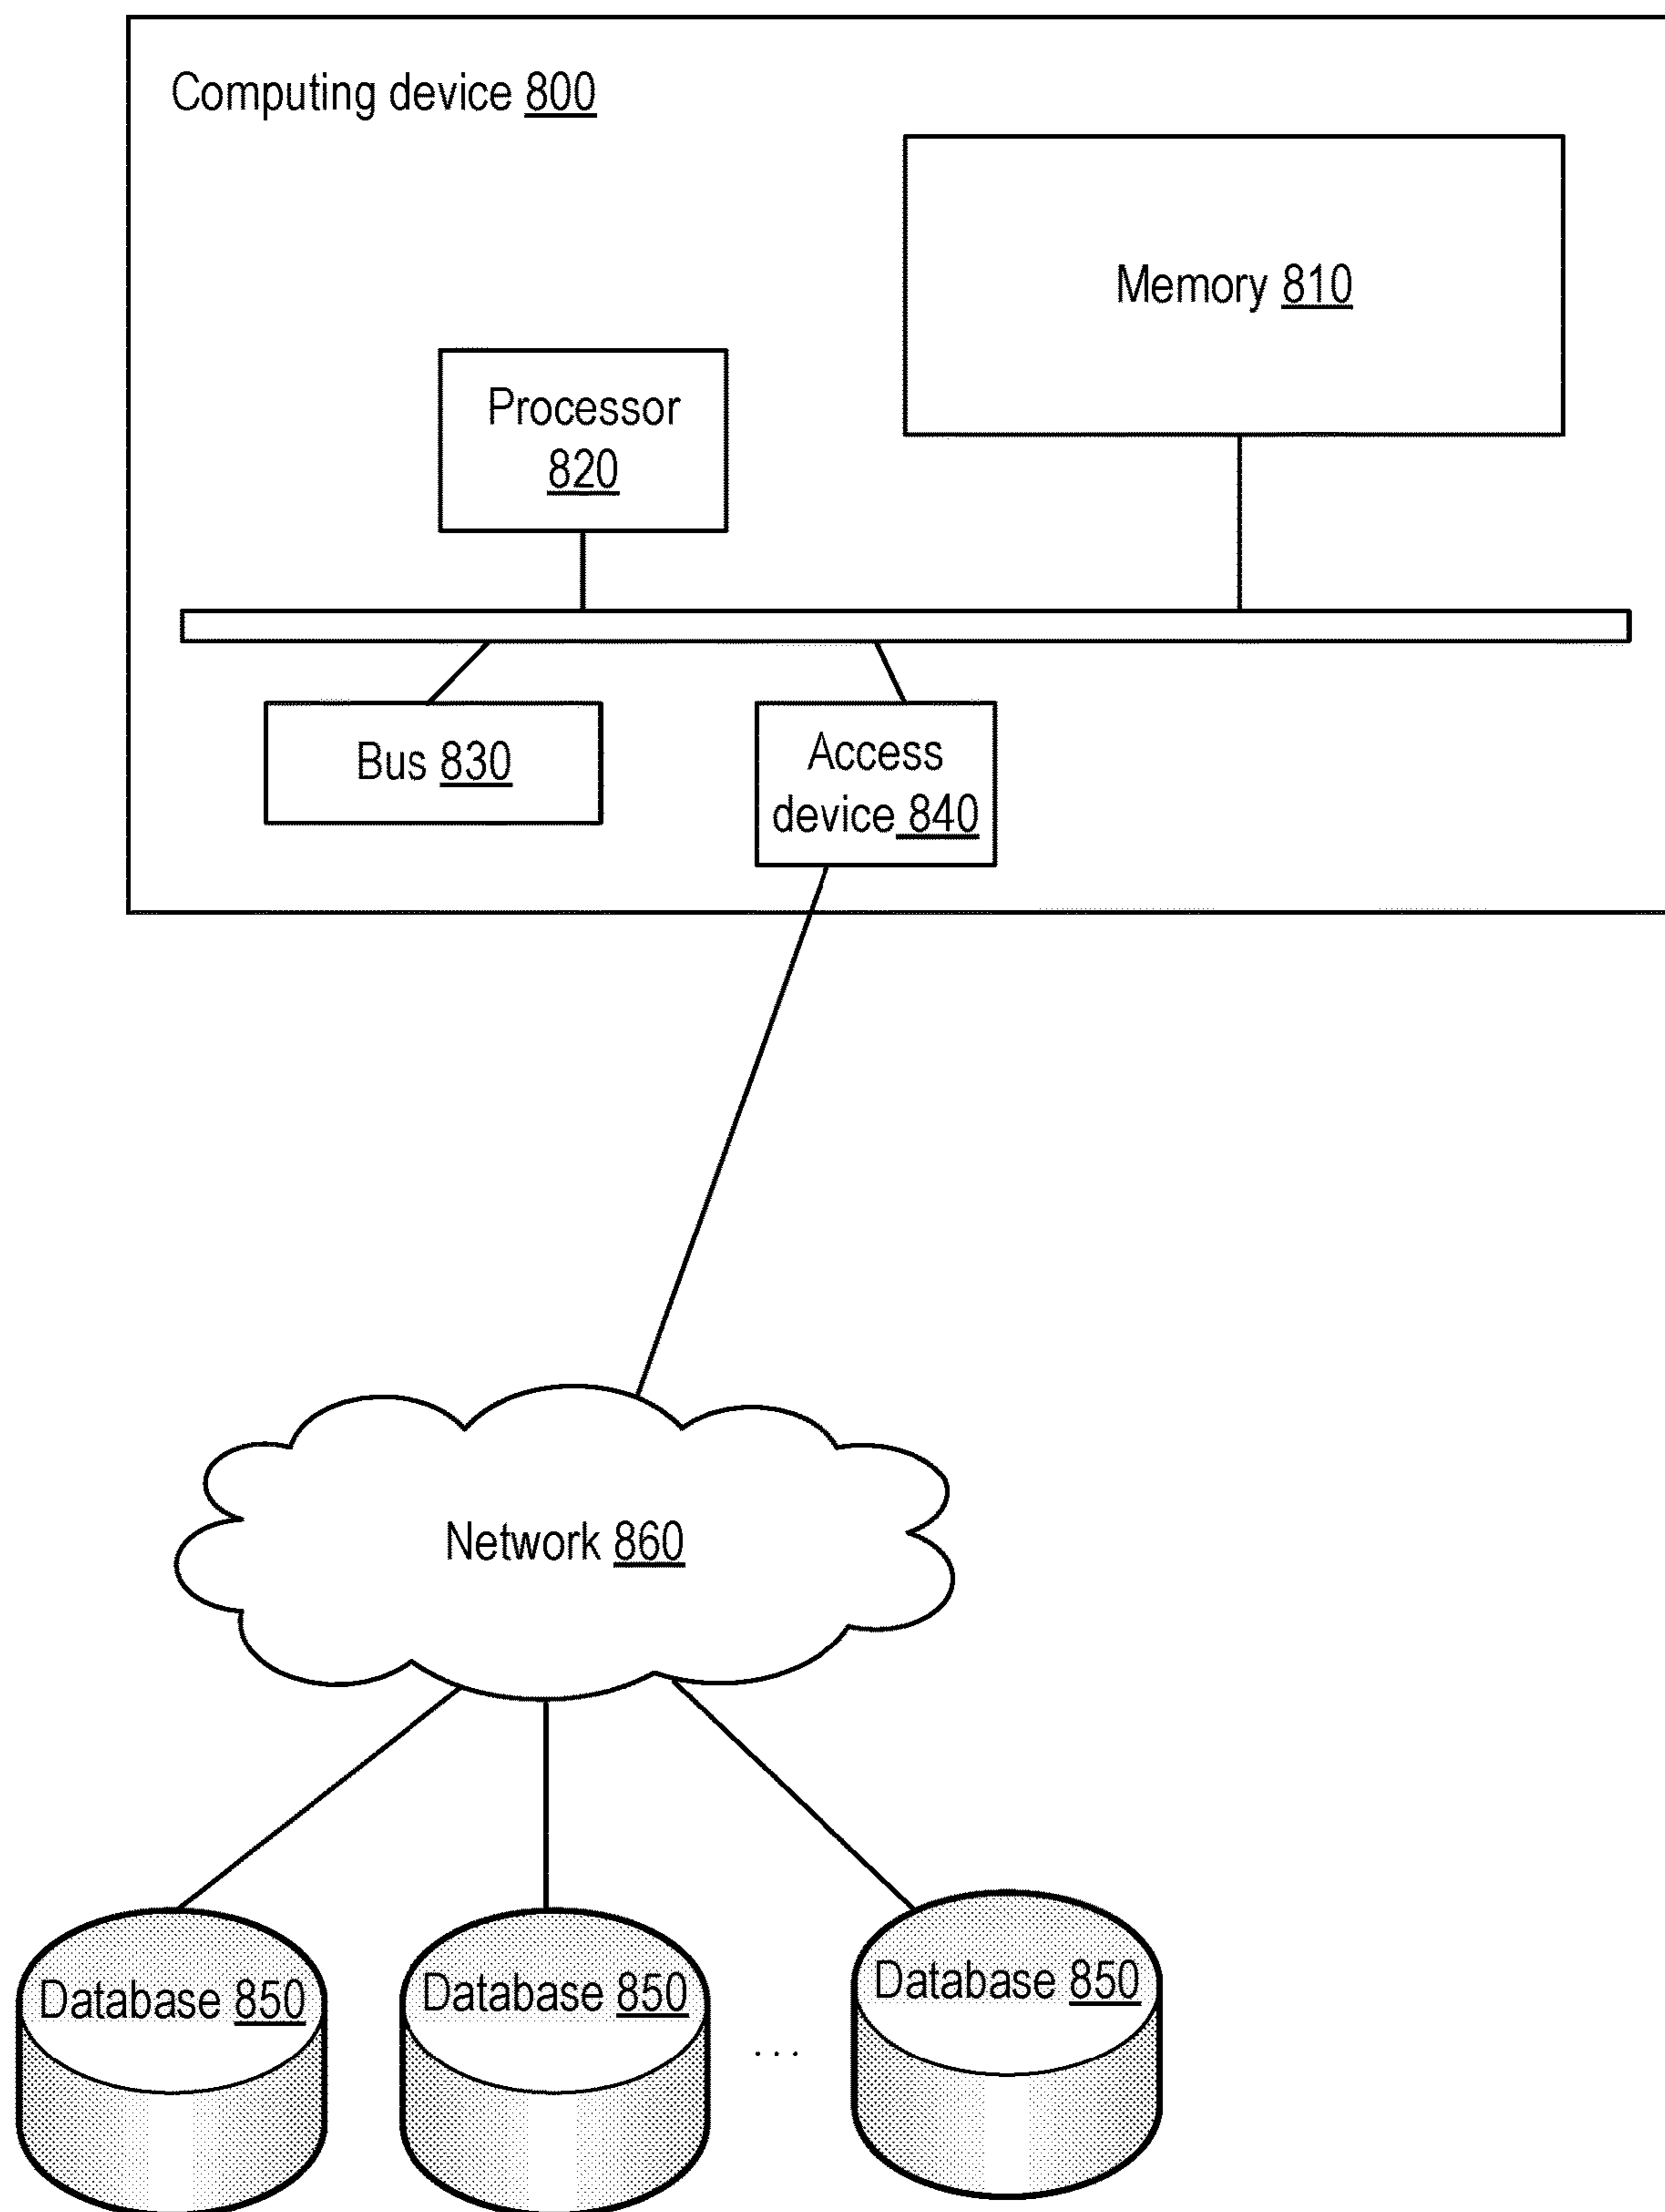 Computing device 800
Memory 810
Processor
820
Bus 830
Access
device 840
Network 860
Database 850
Database 850
Database 850
...